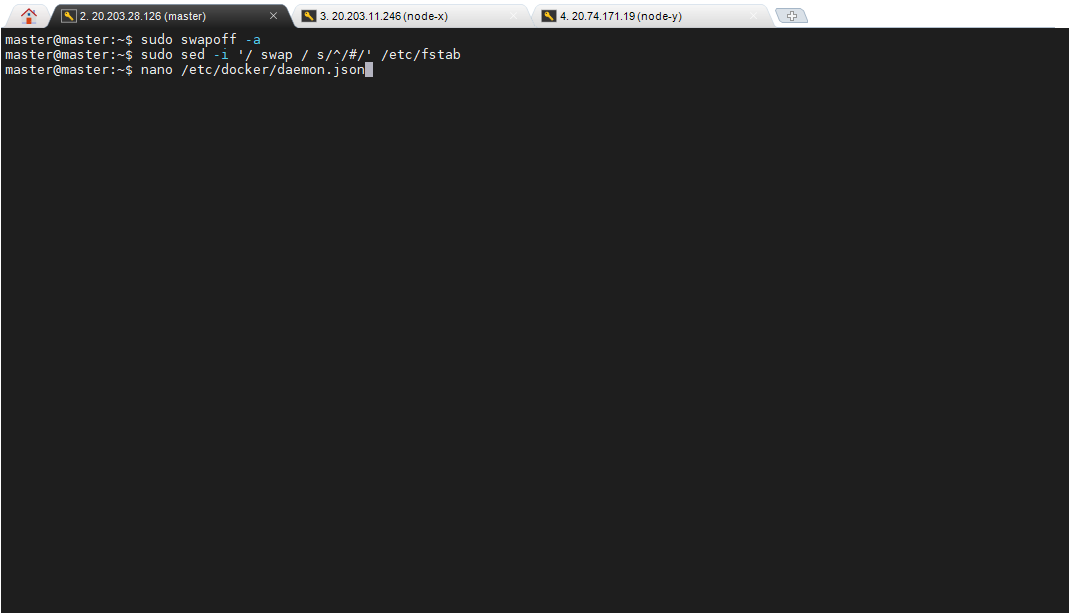 2. 20.203.28.126 (master)
3. 20.203.11.246 (node-x)
4. 20.74.171.19 (node-y)
master@master:~$ sudo swapoff -a
master@master:~$ sudo sed -i '/ swap / s/^/#/' /etc/fstab
master@master:~$ nano /etc/docker/daemon.json